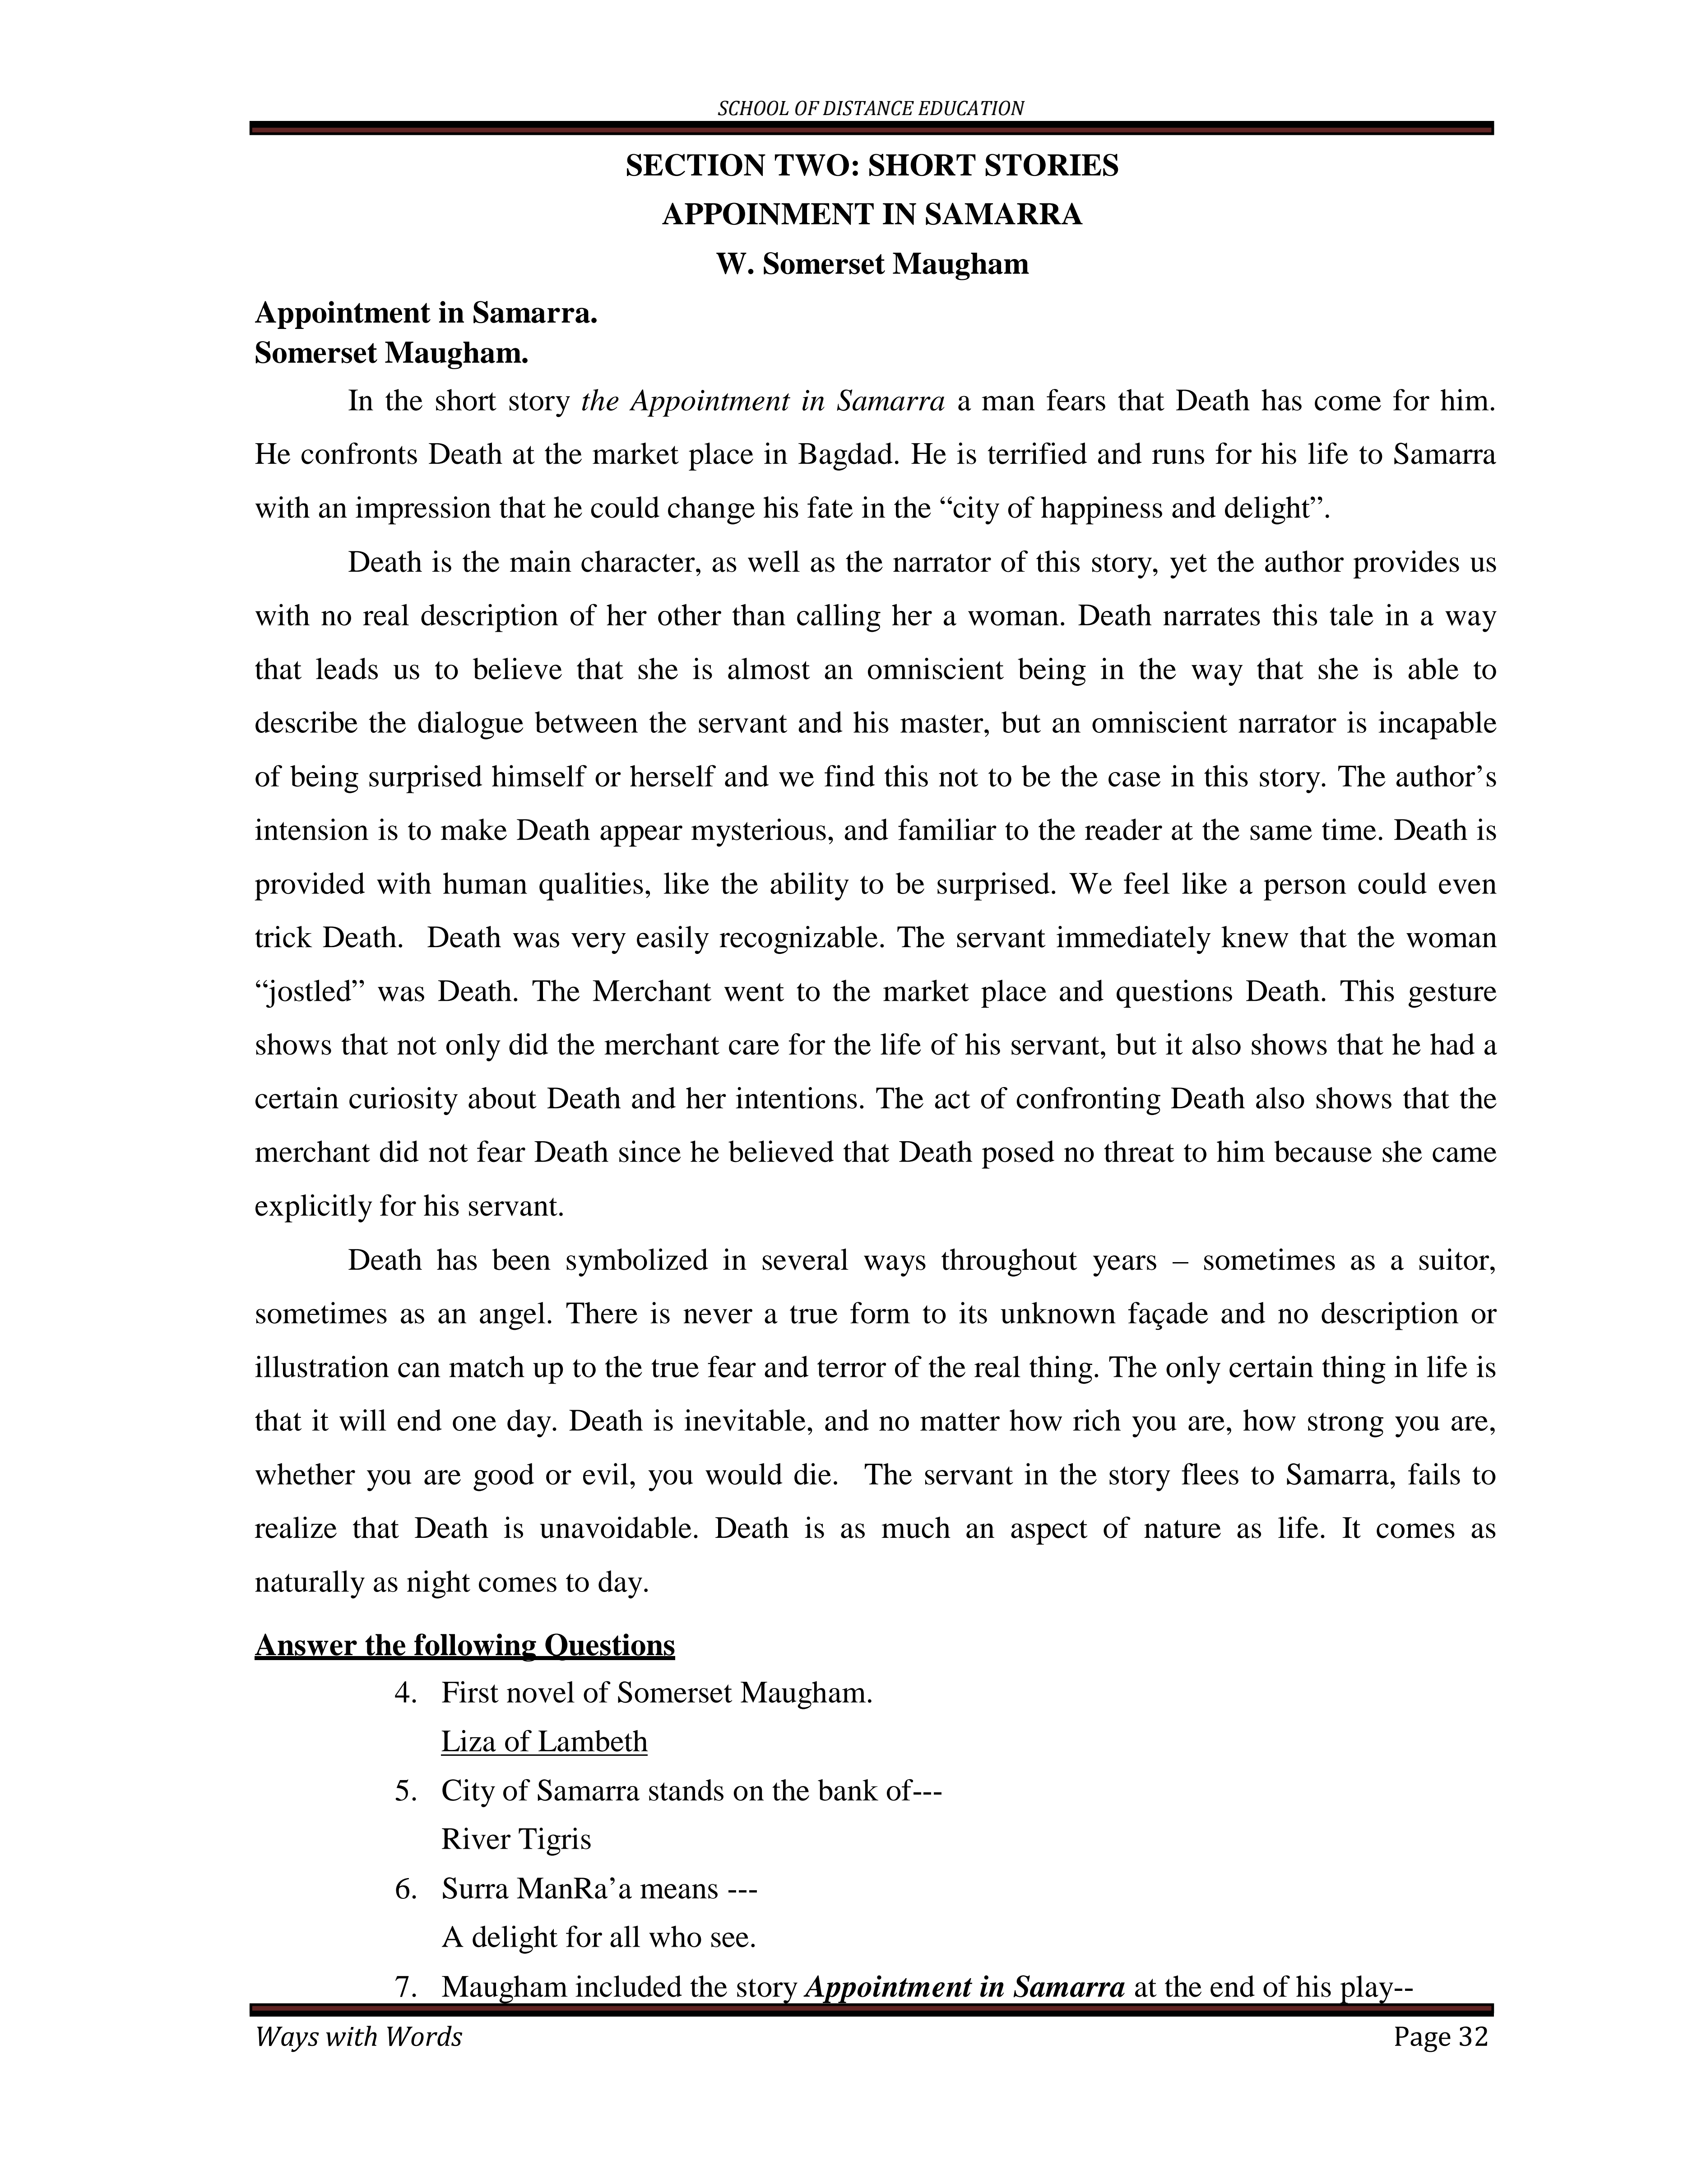 SCHOOL OF DISTANCE EDUCATION
SECTION TWO: SHORT STORIES
APPOINMENT IN SAMARRA
W. Somerset Maugham
Appointment in Samarra.
Somerset Maugham.
In the short story the Appointment in Samarra a man fears that Death has come for him.
He confronts Death at the market place in Bagdad. He is terrified and runs for his life to Samarra
with an impression that he could change his fate in the “city of happiness and delight”.
Death is the main character, as well as the narrator of this story, yet the author provides us
with no real description of her other than calling her a woman. Death narrates this tale in a way
that leads us to believe that she is almost an omniscient being in the way that she is able to
describe the dialogue between the servant and his master, but an omniscient narrator is incapable
of being surprised himself or herself and we find this not to be the case in this story. The author’s
intension is to make Death appear mysterious, and familiar to the reader at the same time. Death is
provided with human qualities, like the ability to be surprised. We feel like a person could even
trick Death.  Death was very easily recognizable. The servant immediately knew that the woman
“jostled” was Death. The Merchant went to the market place and questions Death. This gesture
shows that not only did the merchant care for the life of his servant, but it also shows that he had a
certain curiosity about Death and her intentions. The act of confronting Death also shows that the
merchant did not fear Death since he believed that Death posed no threat to him because she came
explicitly for his servant.
Death has been symbolized in several ways throughout years – sometimes as a suitor,
sometimes as an angel. There is never a true form to its unknown façade and no description or
illustration can match up to the true fear and terror of the real thing. The only certain thing in life is
that it will end one day. Death is inevitable, and no matter how rich you are, how strong you are,
whether you are good or evil, you would die.  The servant in the story flees to Samarra, fails to
realize that Death is unavoidable. Death is as much an aspect of nature as life. It comes as
naturally as night comes to day.
Answer the following Questions
4. First novel of Somerset Maugham.
Liza of Lambeth
5. City of Samarra stands on the bank of---
River Tigris
6. Surra ManRa’a means ---
A delight for all who see.
7. Maugham included the story Appointment in Samarra at the end of his play--
Ways with Words Page 32